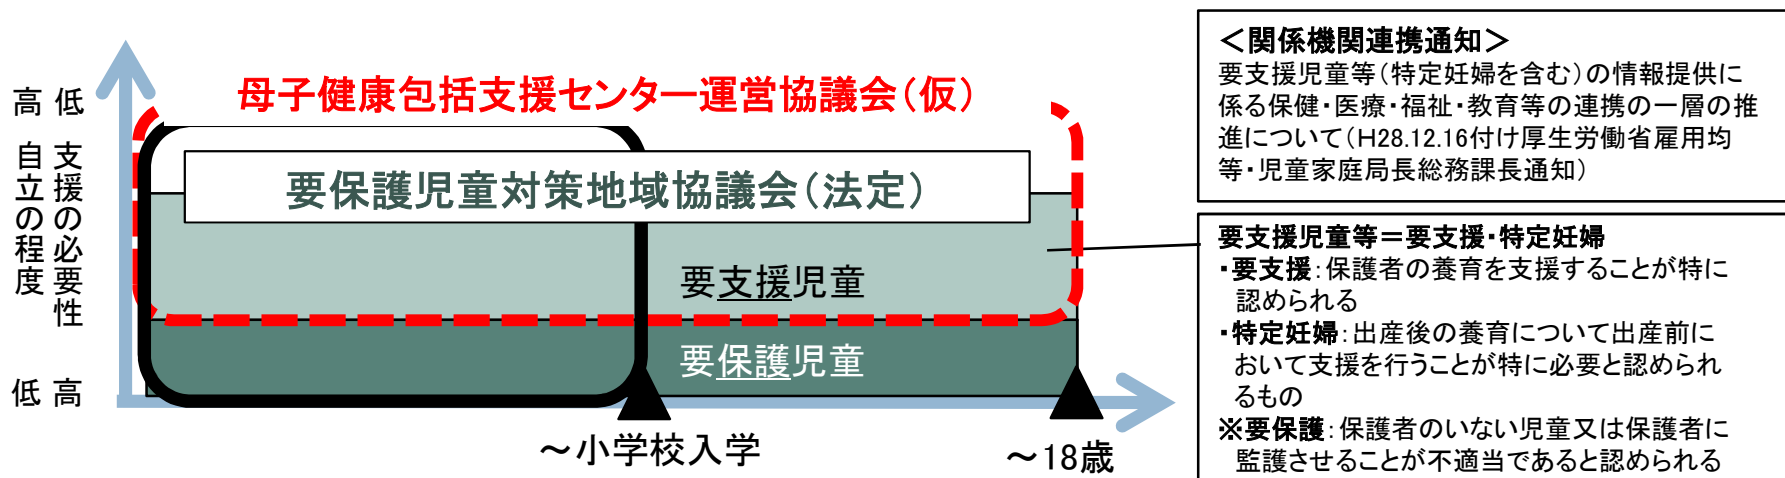 高 低
自立の程度
支援の必要性
低 高
母子健康包括支援センター運営協議会(仮)
要保護児童対策地域協議会(法定)
要支援児童
要保護児童
～小学校入学
～18歳
＜関係機関連携通知＞
要支援児童等(特定妊婦を含む)の情報提供に
係る保健・医療・福祉・教育等の連携の一層の推
進について(H28.12.16付け厚生労働省雇用均
等・児童家庭局長総務課長通知)
要支援児童等＝要支援・特定妊婦
・要支援：保護者の養育を支援することが特に
認められる
・特定妊婦：出産後の養育について出産前に
おいて支援を行うことが特に必要と認められ
るもの
※要保護：保護者のいない児童又は保護者に
監護させることが不適当であると認められる